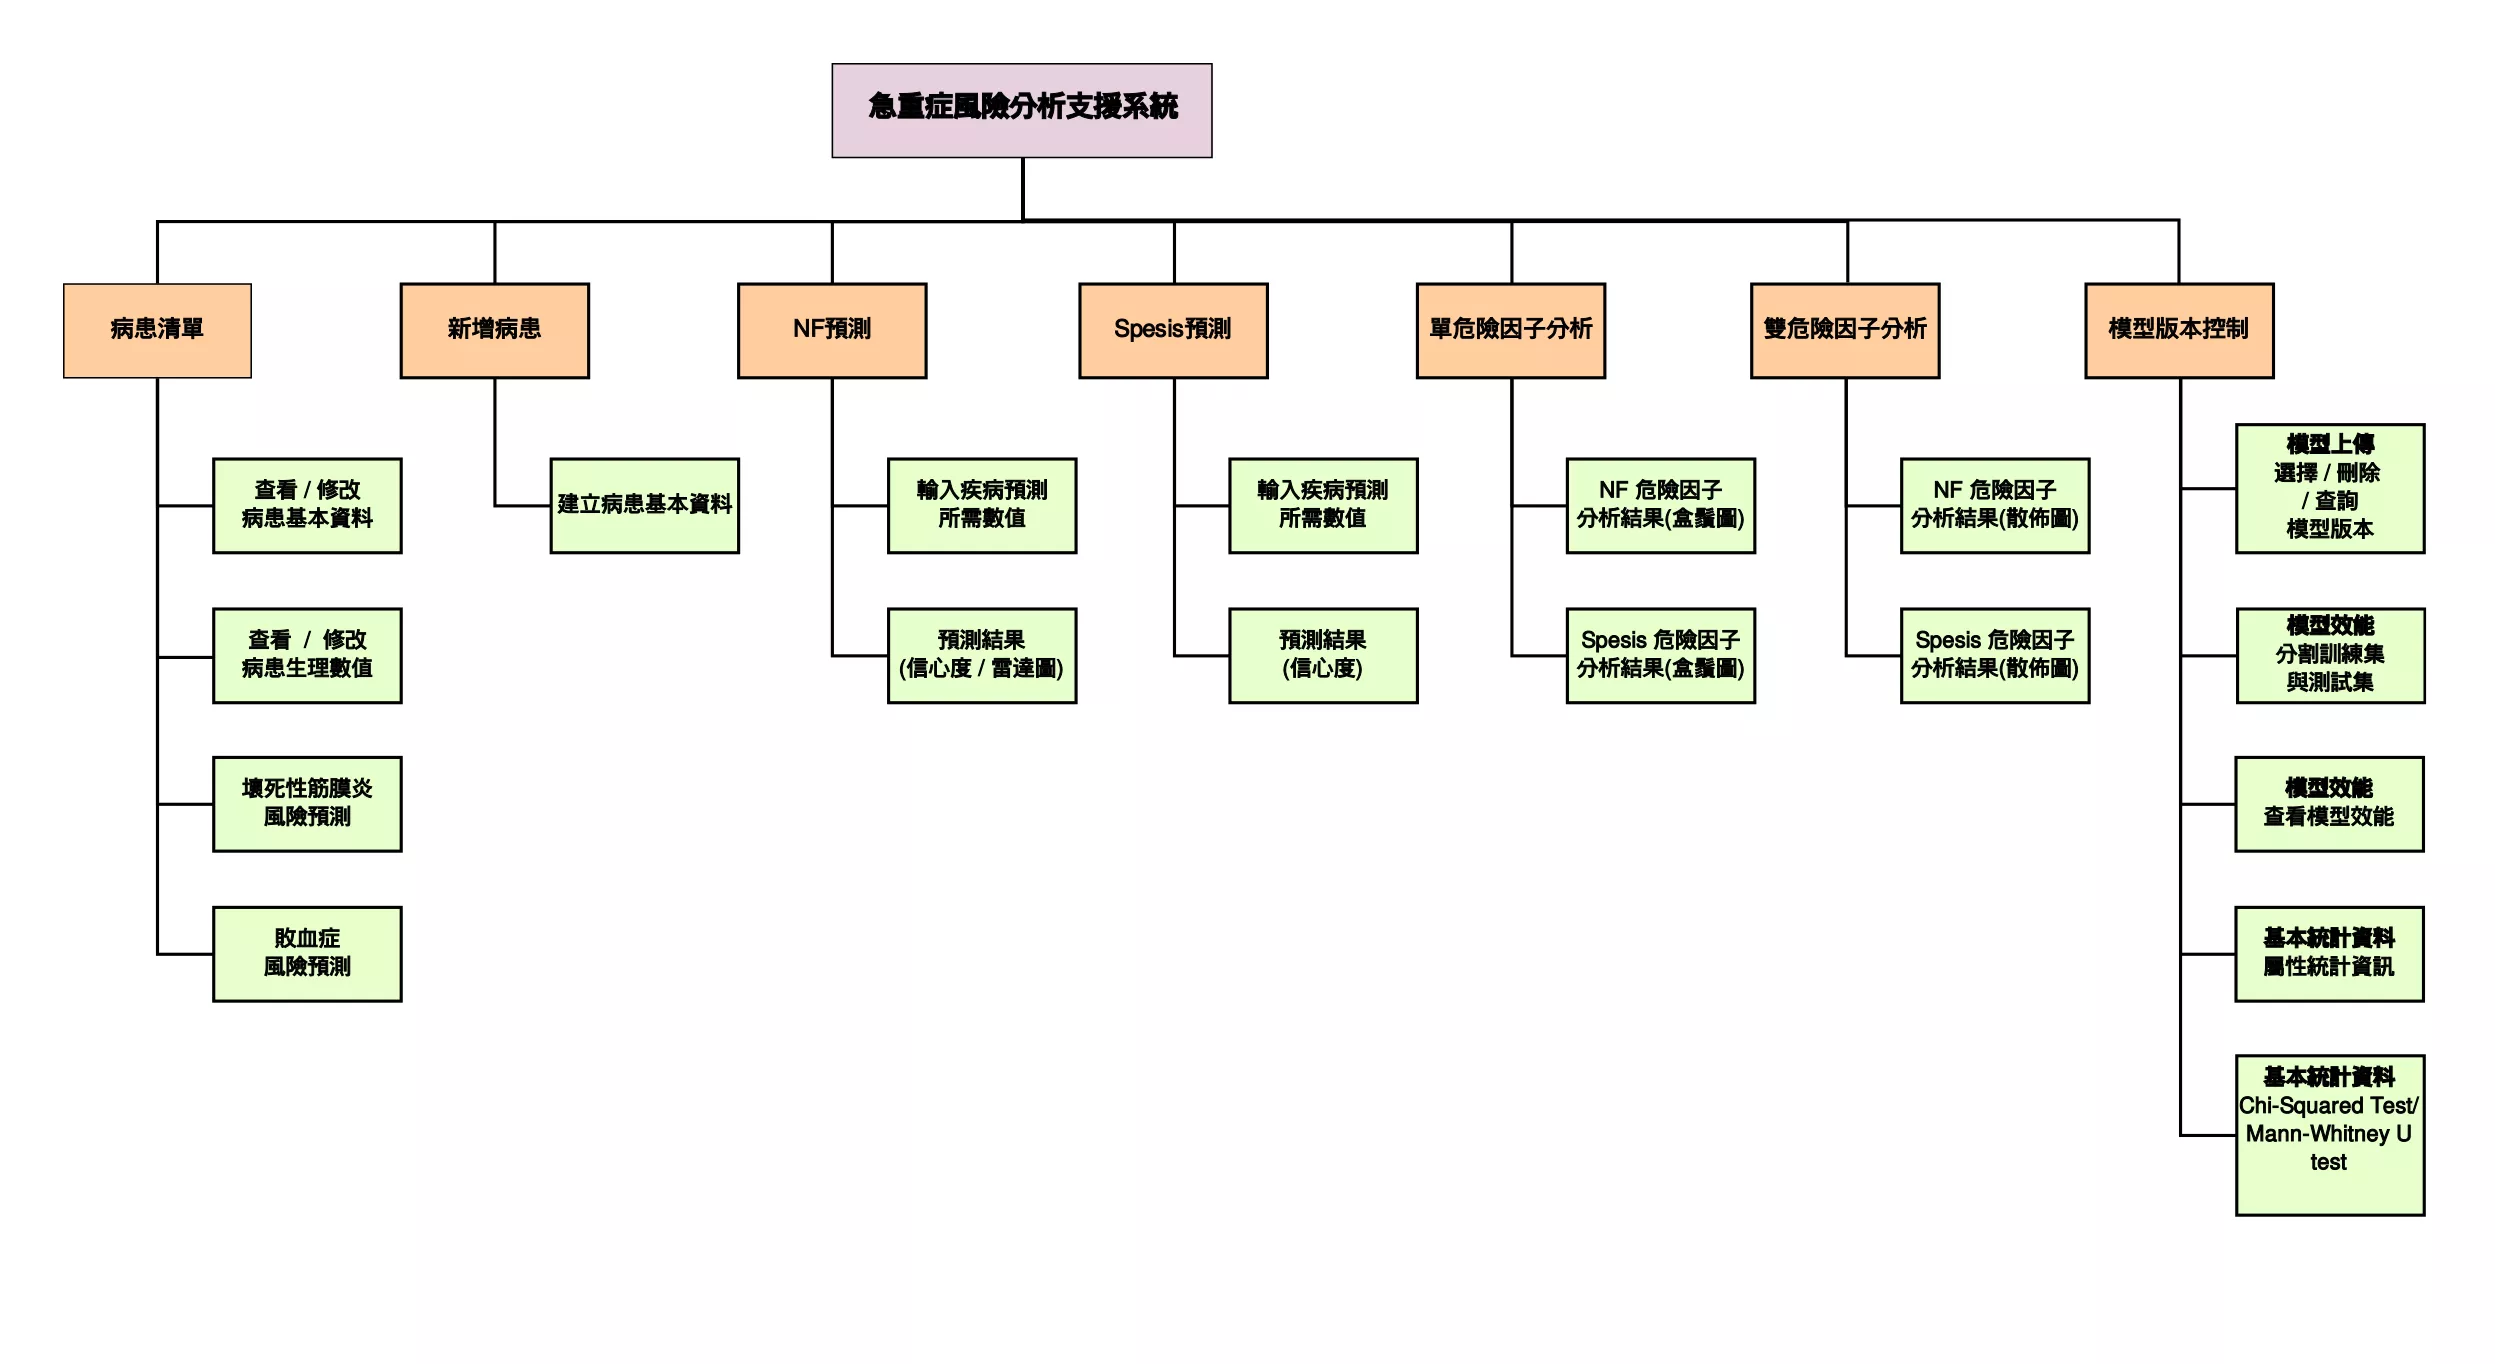 急重症風險分析支援系統
病患清單
新增病患
NF預測
Spesis預測
單危險因子分析
雙危險因子分析
模型版本控制
查看 / 修改
病患基本資料
查看 / 修改
病患生理數值
壞死性筋膜炎
風險預測
敗血症
風險預測
建立病患基本資料
輸入疾病預測
所需數值
預測結果
(信心度 / 雷達圖)
輸入疾病預測
所需數值
預測結果
(信心度)
NF 危險因子
分析結果(盒鬚圖)
Spesis 危險因子
分析結果(盒鬚圖)
NF 危險因子
分析結果(散佈圖)
Spesis 危險因子
分析結果(散佈圖)
模型上傳
選擇 / 刪除
/ 查詢
模型版本
模型效能
分割訓練集
與測試集
模型效能
查看模型效能
基本統計資料
屬性統計資訊
基本統計資料
Chi-Squared Test/
Mann-Whitney U
test